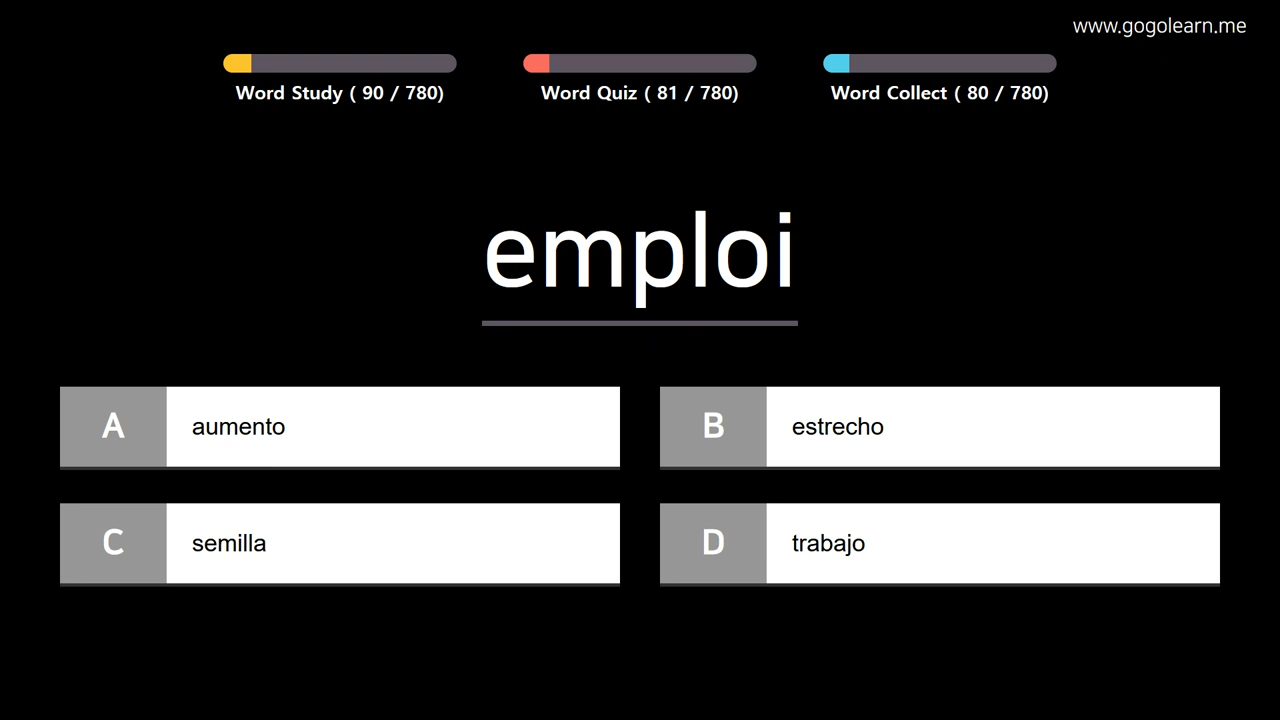 www.gogolearn.me
Word Study ( 90 / 780)
Word Quiz ( 81 / 780)
Word Collect ( 80 / 780)
emploi
A aumento
B estrecho
C semilla
D trabajo